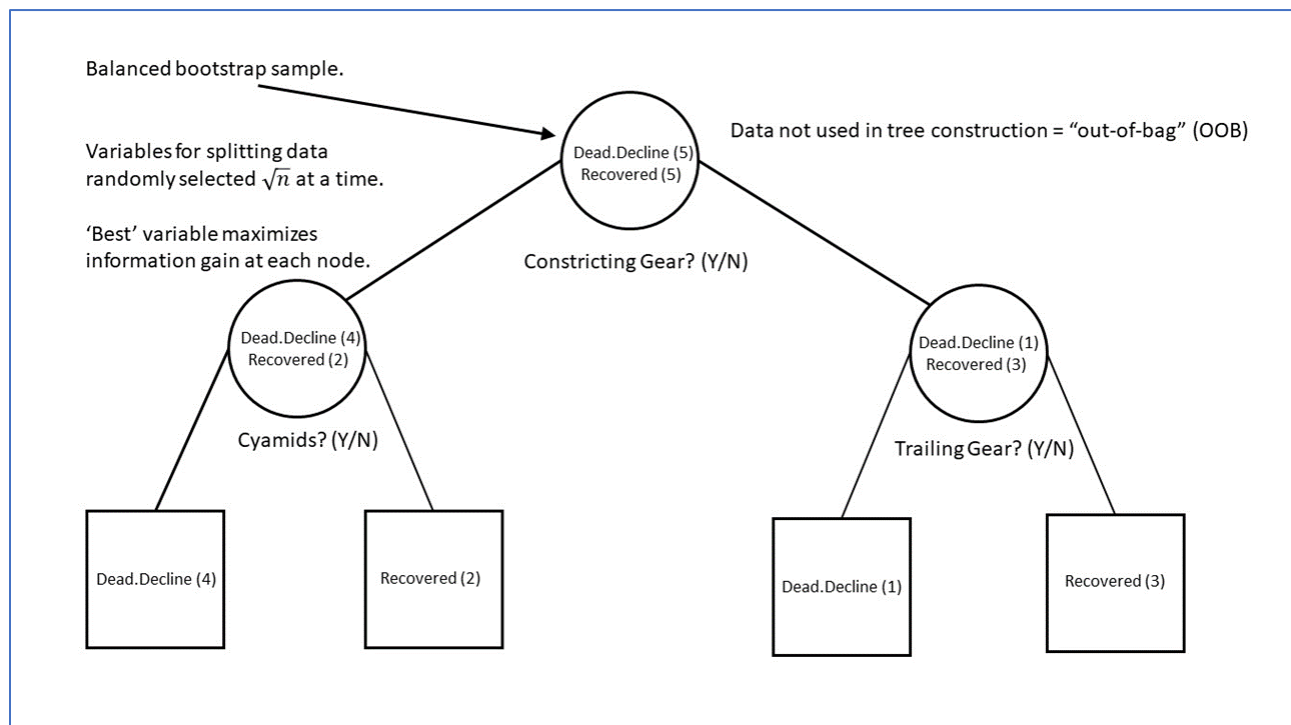 Balanced bootstrap sample.
Variables for splitting data
randomly selected √n at a time.
‘Best’ variable maximizes
information gain at each node.
Data not used in tree construction = “out-of-bag” (OOB)
Dead.Decline (5)
Recovered (5)
Constricting Gear? (Y/N)
Dead.Decline (4)
Recovered (2)
Cyamids? (Y/N)
Dead.Decline (1)
Recovered (3)
Trailing Gear? (Y/N)
Dead.Decline (4)
Recovered (2)
Dead.Decline (1)
Recovered (3)